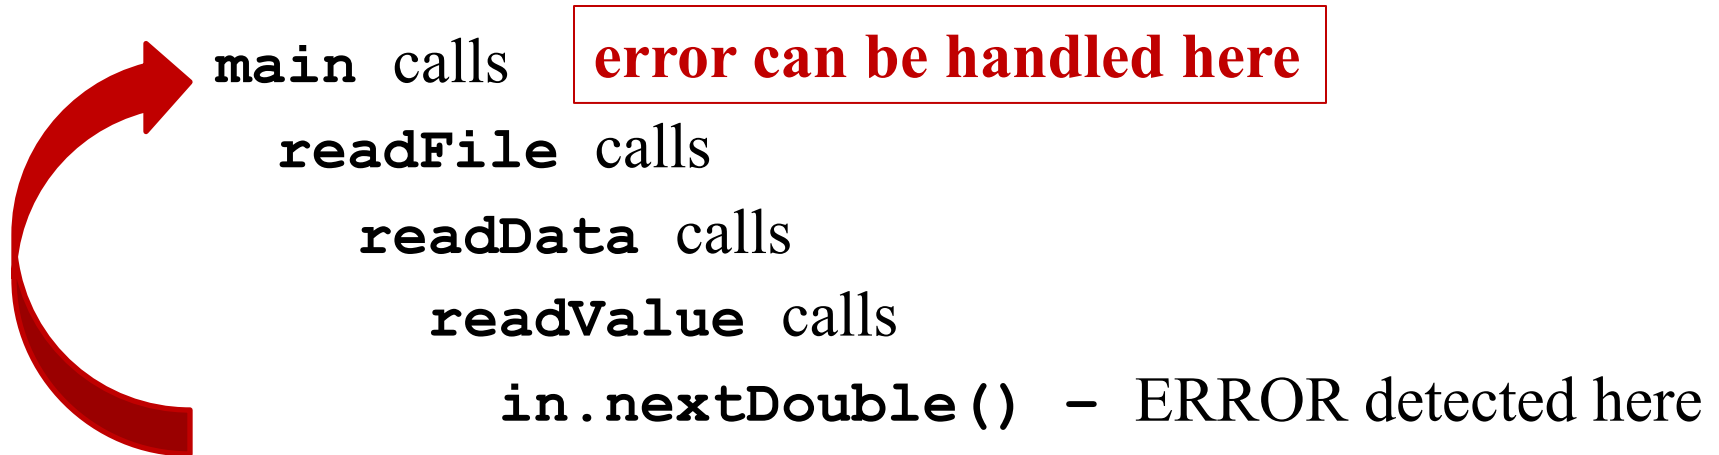 main calls error can be handled here
readFile calls
readData calls
readValue calls
in.nextDouble() – ERROR detected here